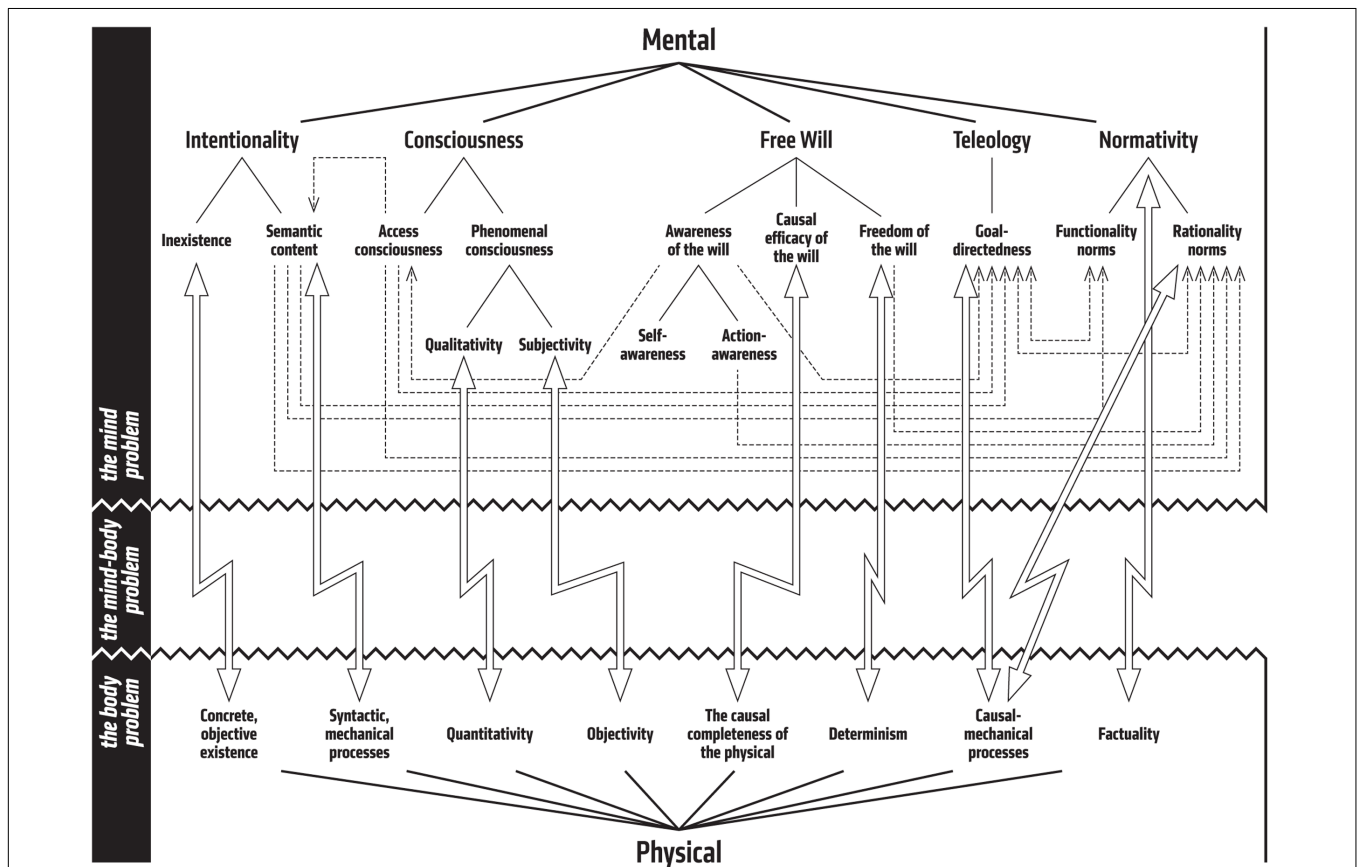 Mental
Intentionality
Consciousness
Free Will
Teleology
Normativity
Inexistence
Semantic
content
Access
consciousness
Phenomenal
consciousness
Awareness
of the will
Causal
efficacy of
the will
Freedom of
the will
Goal-
directedness
Functionality
norms
Rationality
norms
Qualitativity
Subjectivity
Self-
awareness
Action-
awareness
the mind
problem
the mind-body
problem
the body
problem
Concrete,
objective
existence
Syntactic,
mechanical
processes
Quantitativity
Objectivity
The causal
completeness of
the physical
Determinism
Causal-
mechanical
processes
Factuality
Physical